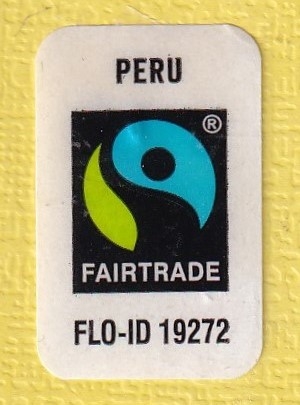 PERU
®
FAIRTRADE
FLO-ID 19272